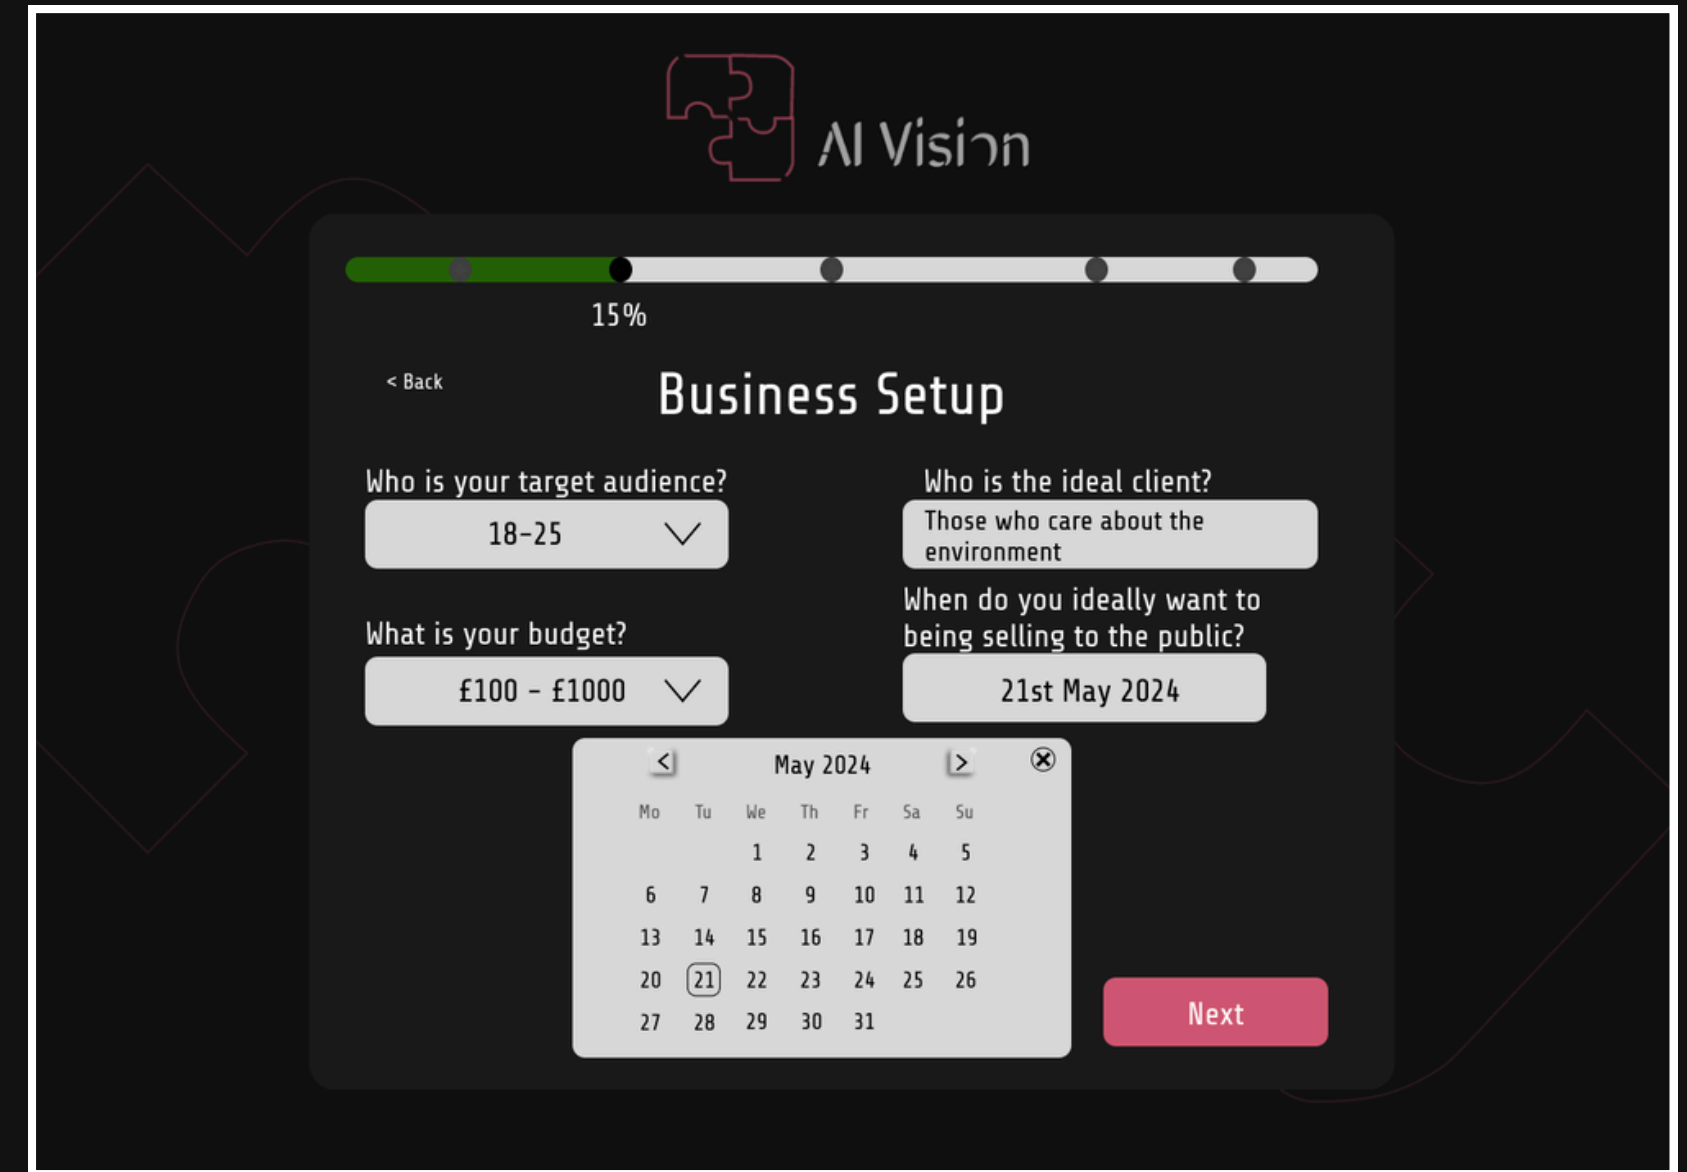 AI Vision
15%
< Back
Business Setup
Who is your target audience?
18-25
Who is the ideal client?
Those who care about the
environment
What is your budget?
£100 - £1000
When do you ideally want to
being selling to the public?
21st May 2024
< May 2024 >
Mo Tu We Th Fr Sa Su
1 2 3 4 5
6 7 8 9 10 11 12
13 14 15 16 17 18 19
20 21 22 23 24 25 26
27 28 29 30 31
Next